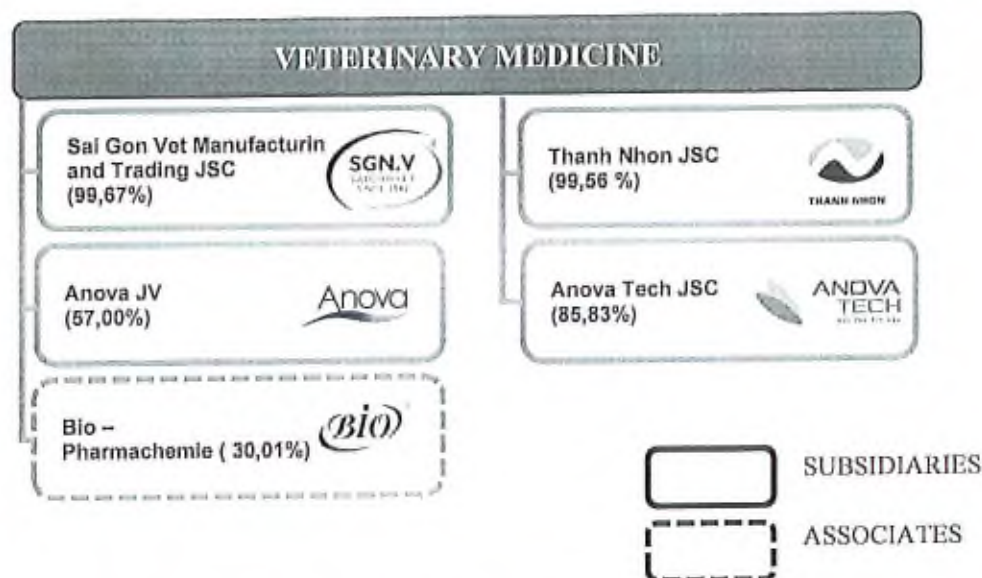 VETERINARY MEDICINE
Sai Gon Vet Manufacturin
and Trading JSC
(99,67%)
SGN.V
Thanh Nhon JSC
(99,56 %)
THANH NHON
Anova JV
(57,00%)
Anova
Anova Tech JSC
(85,83%)
ANOVA
TECH
Bio –
Pharmachemie ( 30,01%)
BIO
SUBSIDIARIES
ASSOCIATES